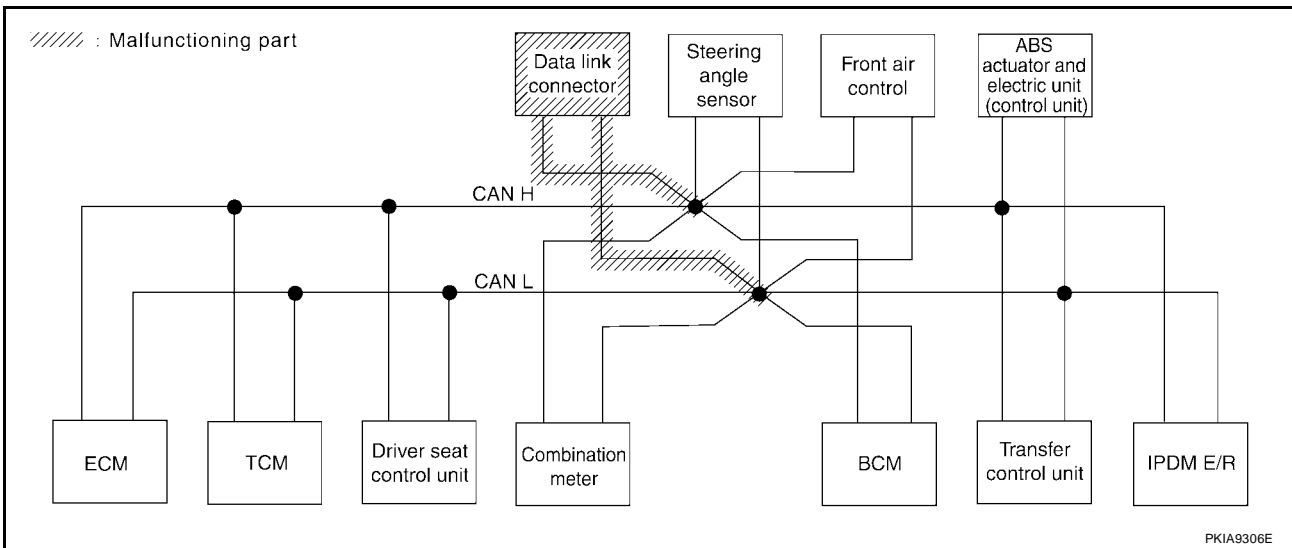 : Malfunctioning part
Data link
connector
Steering
angle
sensor
Front air
control
ABS
actuator and
electric unit
(control unit)
CAN H
CAN L
ECM
TCM
Driver seat
control unit
Combination
meter
BCM
Transfer
control unit
IPDM E/R
PKIA9306E